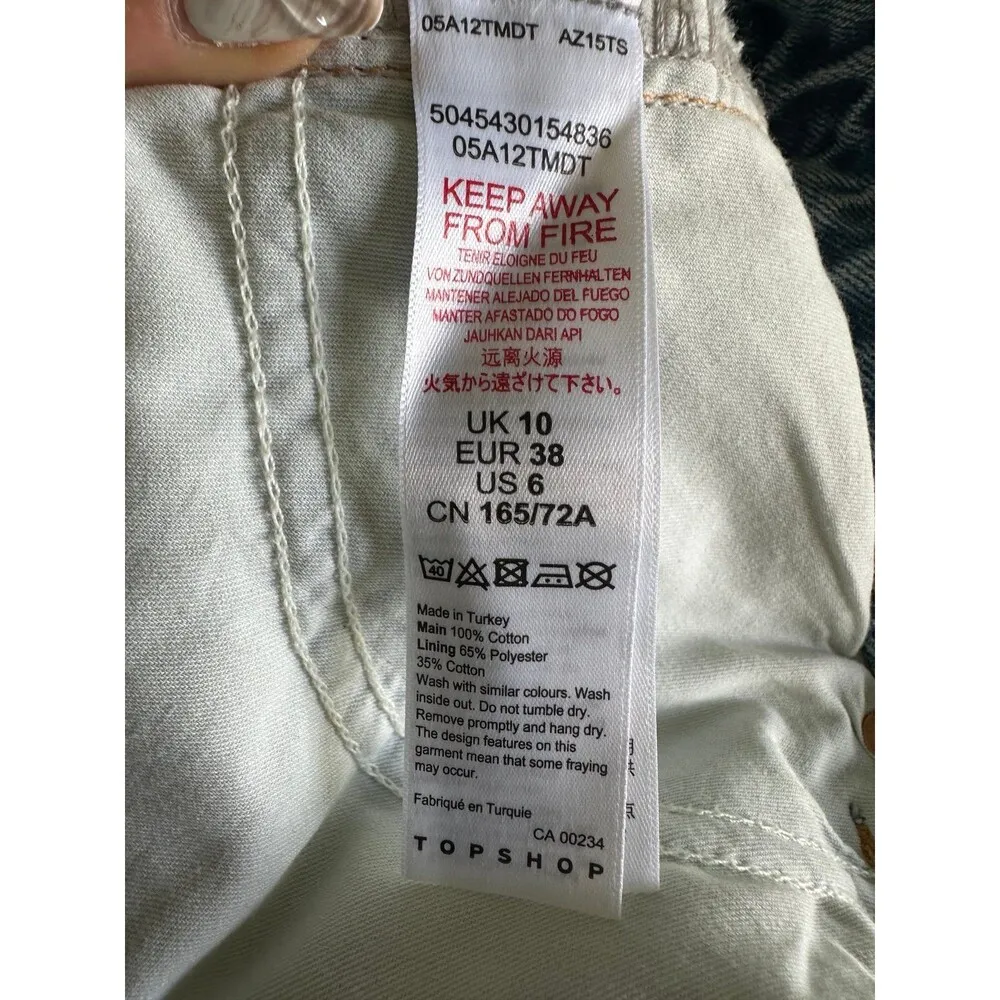 05A12TMDT AZ15TS
5045430154836
05A12TMDT
KEEP AWAY
FROM FIRE
TENIR ELOIGNE DU FEU
VON ZUNDQUELLEN FERNHALTEN
MANTENER ALEJADO DEL FUEGO
MANTER AFASTADO DO FOGO
JAUHKAN DARI API
远离火源
火気から遠ざけて下さい。
UK 10
EUR 38
US 6
CN 165/72A
40
Made in Turkey
Main 100% Cotton
Lining 65% Polyester
35% Cotton
Wash with similar colours. Wash
inside out. Do not tumble dry.
Remove promptly and hang dry.
The design features on this
garment mean that some fraying
may occur.
Fabriqué en Turquie
CA 00234
TOPSHOP